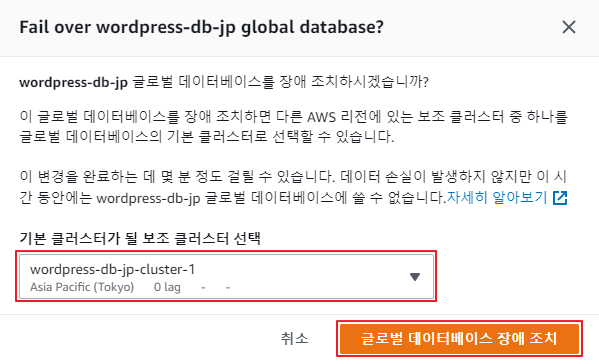 Fail over wordpress-db-jp global database?
wordpress-db-jp 글로벌 데이터베이스를 장애 조치하시겠습니까?
이 글로벌 데이터베이스를 장애 조치하면 다른 AWS 리전에 있는 보조 클러스터 중 하나를
글로벌 데이터베이스의 기본 클러스터로 선택할 수 있습니다.
이 변경을 완료하는 데 몇 분 정도 걸릴 수 있습니다. 데이터 손실이 발생하지 않지만 이 시
간 동안에는 wordpress-db-jp 글로벌 데이터베이스에 쓸 수 없습니다.자세히 알아보기
기본 클러스터가 될 보조 클러스터 선택
wordpress-db-jp-cluster-1
Asia Pacific (Tokyo) 0 lag - -
취소 글로벌 데이터베이스 장애 조치